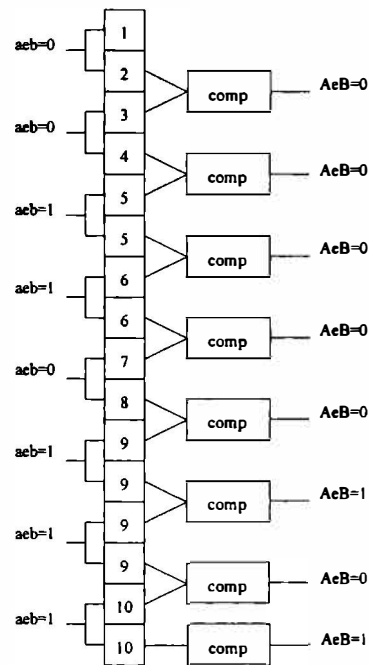 1
aeb=0
2
comp
AeB=0
3
aeb=0
4
comp
AeB=0
5
aeb=1
5
comp
AeB=0
6
aeb=1
6
comp
AeB=0
7
aeb=0
8
comp
AeB=0
9
aeb=1
9
comp
AeB=1
9
aeb=1
9
comp
AeB=0
10
aeb=1
10
comp
AeB=1